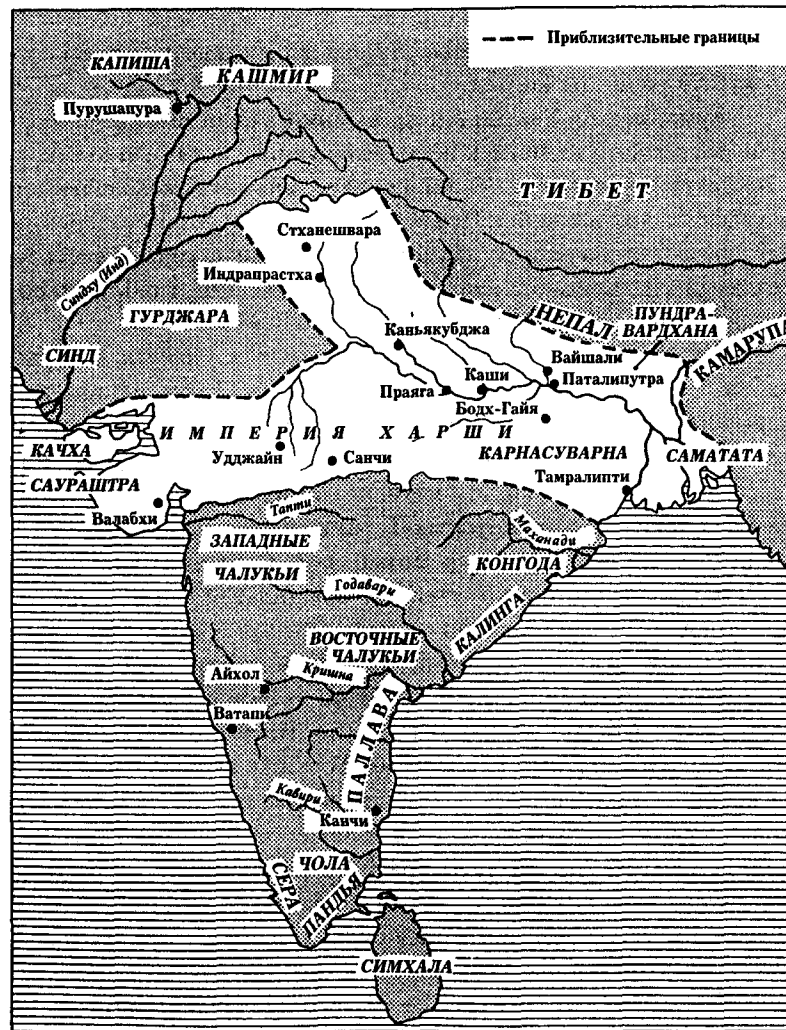 Приблизительные границы
КАПИША
КАШМИР
Пурушапура
ТИБЕТ
Стханешвара
Синдху (Инд)
Индрапрастха
ГУРДЖАРА
НЕПАЛ
ПУНДРА-
ВАРДХАНА
СИНД
Каньякубджа
КАМАРУПА
Вайшали
Праяга
Каши
Паталипутра
Бодх-Гайя
ИМПЕРИЯ ХАРШИ
КАЧХА
Удджайн
Санчи
КАРНАСУВАРНА
САМАТАТА
САУРАШТРА
Тамралипти
Валабхи
Тапти
ЗАПАДНЫЕ
ЧАЛУКЬИ
Маханади
КОНГОДА
Годавари
КАЛИНГА
ВОСТОЧНЫЕ
ЧАЛУКЬИ
Айхол
Кришна
Ватапи
ПАЛЛАВА
Кавири
Канчи
ЧОЛА
СЕРА
ПАНДЬЯ
СИМХАЛА